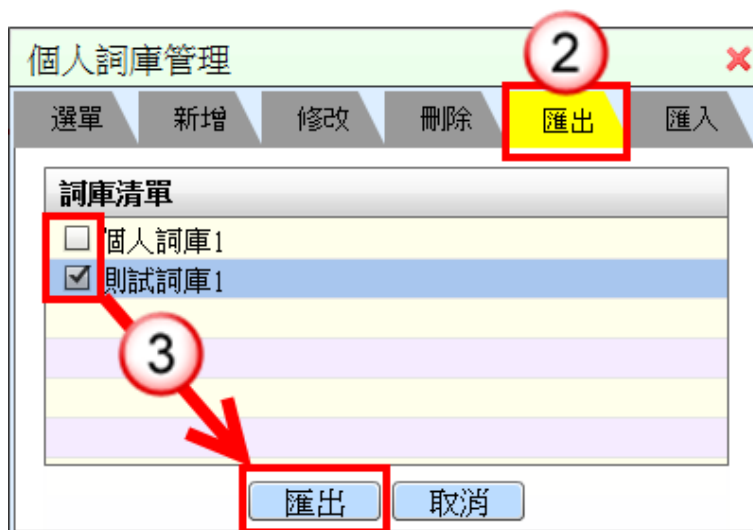 個人詞庫管理
2
選單 新增 修改 刪除 匯出 匯入
詞庫清單
個人詞庫1
則試詞庫1
3
匯出 取消